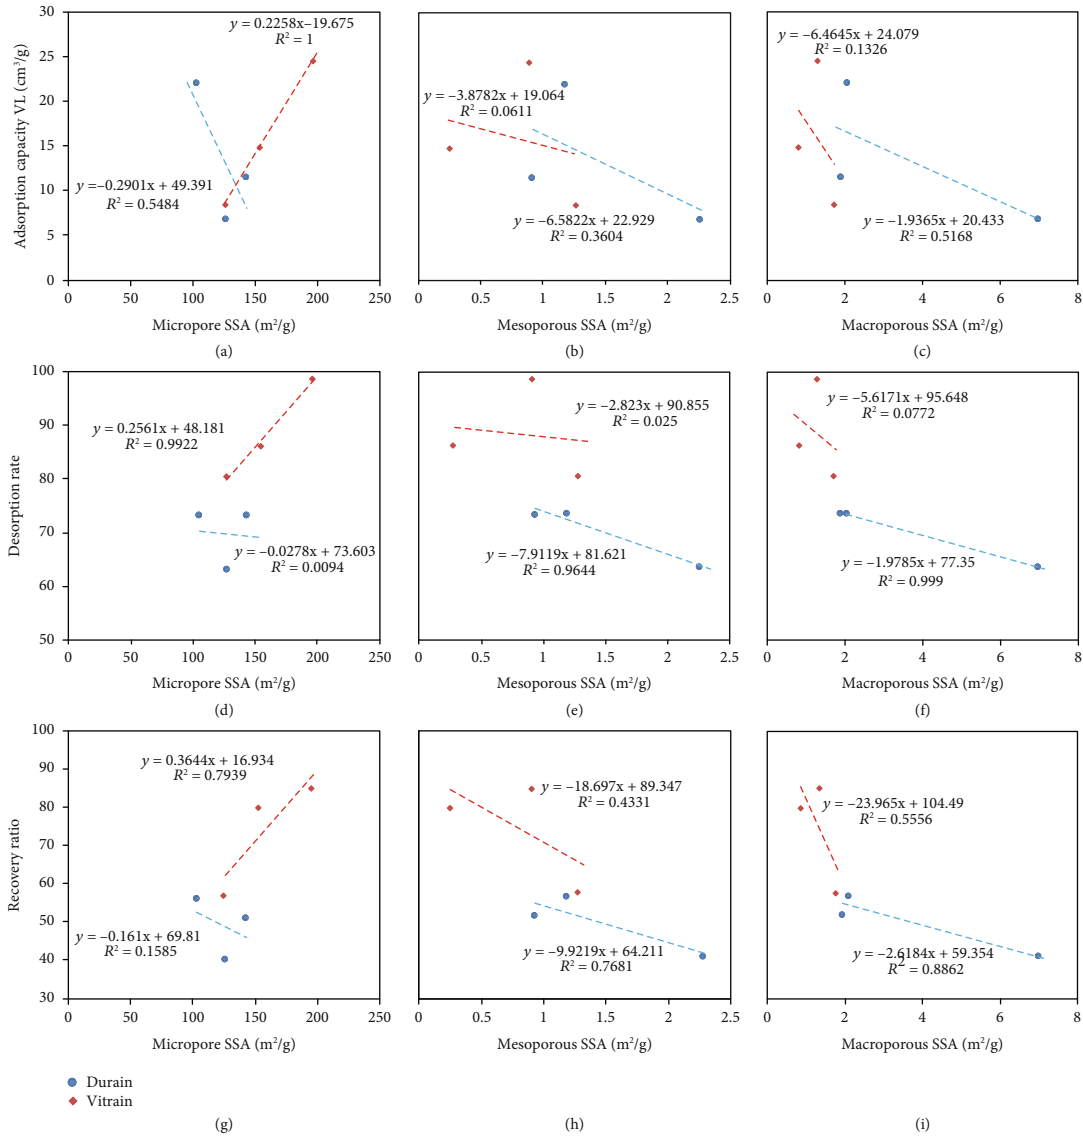 30
25
20
15
10
5
0
Adsorption capacity VL (cm³/g)
y = 0.2258x–19.675
R² = 1
y =–0.2901x + 49.391
R² = 0.5484
0 50 100 150 200 250
Micropore SSA (m²/g)
(a)
y = –3.8782x + 19.064
R² = 0.0611
y = –6.5822x + 22.929
R² = 0.3604
0 0.5 1 1.5 2 2.5
Mesoporous SSA (m²/g)
(b)
y = –6.4645x + 24.079
R² = 0.1326
y = –1.9365x + 20.433
R² = 0.5168
0 2 4 6 8
Macroporous SSA (m²/g)
(c)
100
90
80
70
60
50
Desorption rate
y = 0.2561x + 48.181
R² = 0.9922
y = –0.0278x + 73.603
R² = 0.0094
0 50 100 150 200 250
Micropore SSA (m²/g)
(d)
y = –2.823x + 90.855
R² = 0.025
y = –7.9119x + 81.621
R² = 0.9644
0 0.5 1 1.5 2 2.5
Mesoporous SSA (m²/g)
(e)
y = –5.6171x + 95.648
R² = 0.0772
y = –1.9785x + 77.35
R² = 0.999
0 2 4 6 8
Macroporous SSA (m²/g)
(f)
100
90
80
70
60
50
40
30
Recovery ratio
y = 0.3644x + 16.934
R² = 0.7939
y = –0.161x + 69.81
R² = 0.1585
0 50 100 150 200 250
Micropore SSA (m²/g)
y = –18.697x + 89.347
R² = 0.4331
y = –9.9219x + 64.211
R² = 0.7681
0 0.5 1 1.5 2 2.5
Mesoporous SSA (m²/g)
y = –23.965x + 104.49
R² = 0.5556
y = –2.6184x + 59.354
R² = 0.8862
2
0 2 4 6 8
Macroporous SSA (m²/g)
Durain
Vitrain
(g)
(h)
(i)